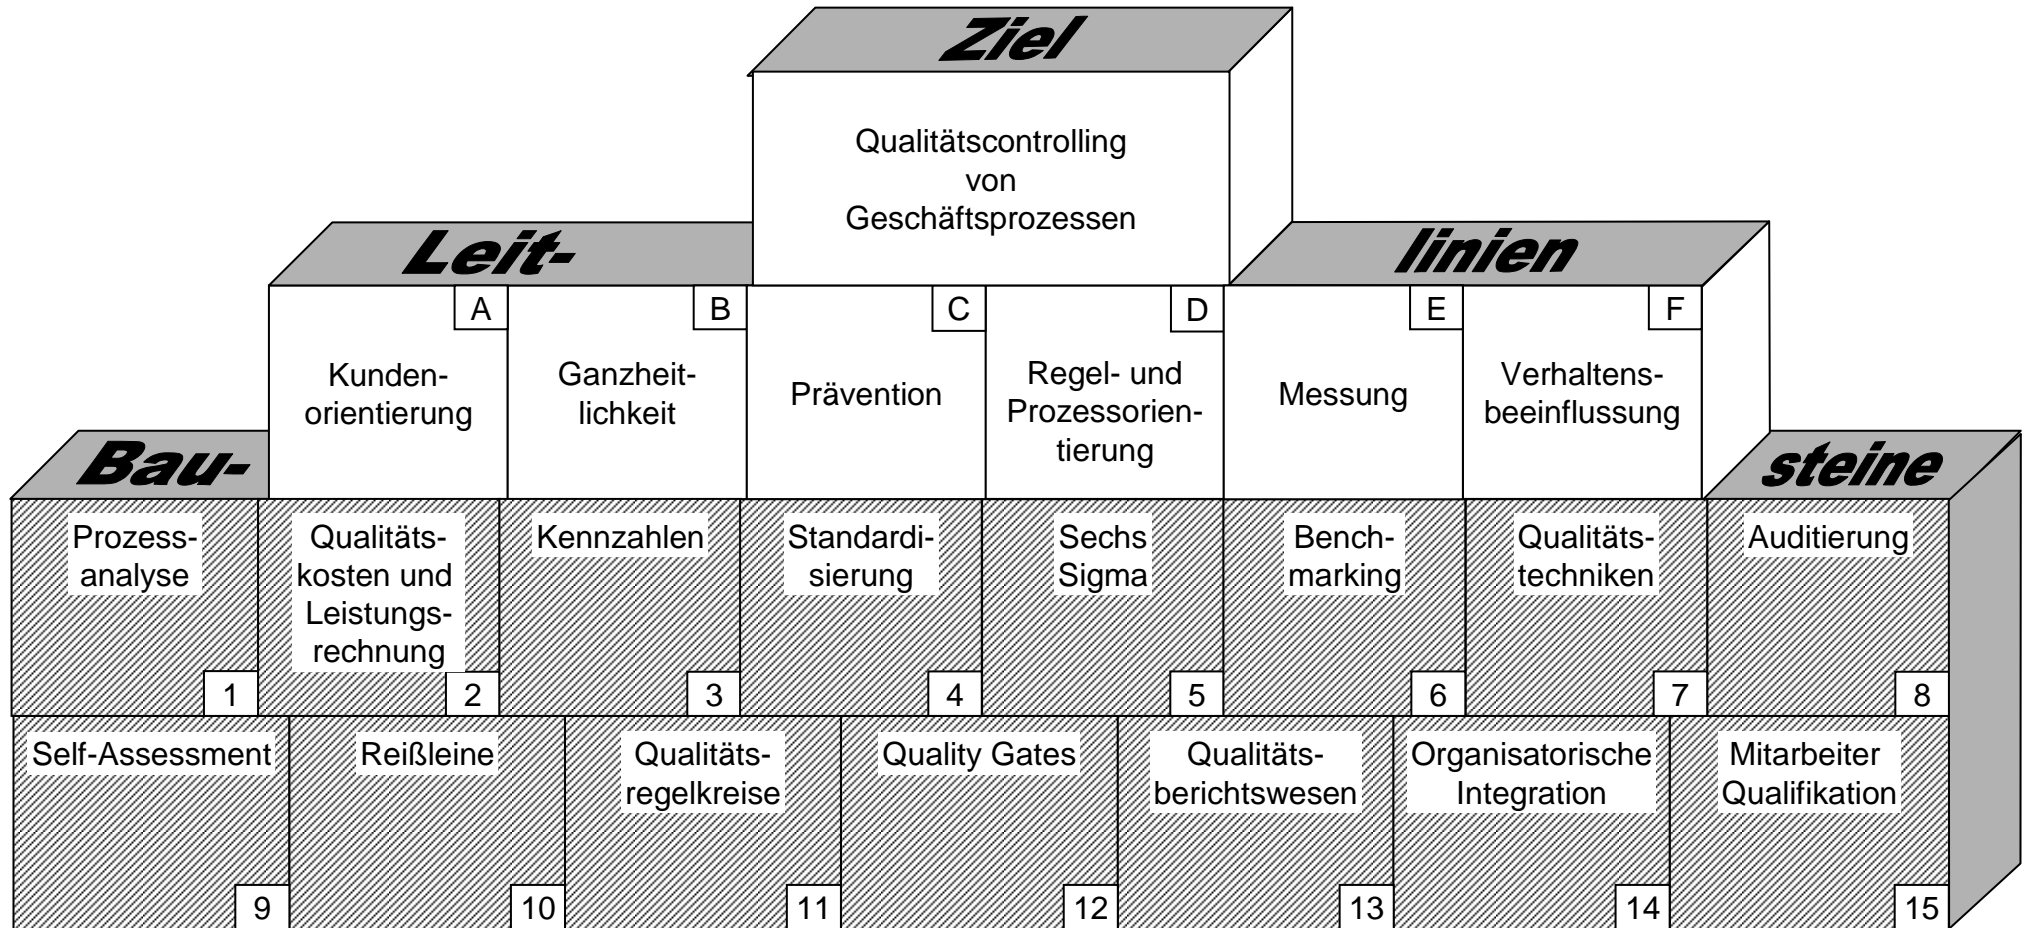 Ziel
Qualitätscontrolling
von
Geschäftsprozessen
Leit-
linien
A
Kunden-
orientierung
B
Ganzheit-
lichkeit
C
Prävention
D
Regel- und
Prozessorien-
tierung
E
Messung
F
Verhaltens-
beeinflussung
Bau-
steine
Prozess-
analyse
1
Qualitäts-
kosten und
Leistungs-
rechnung
2
Kennzahlen
3
Standardi-
sierung
4
Sechs
Sigma
5
Bench-
marking
6
Qualitäts-
techniken
7
Auditierung
8
Self-Assessment
9
Reißleine
10
Qualitäts-
regelkreise
11
Quality Gates
12
Qualitäts-
berichtswesen
13
Organisatorische
Integration
14
Mitarbeiter
Qualifikation
15